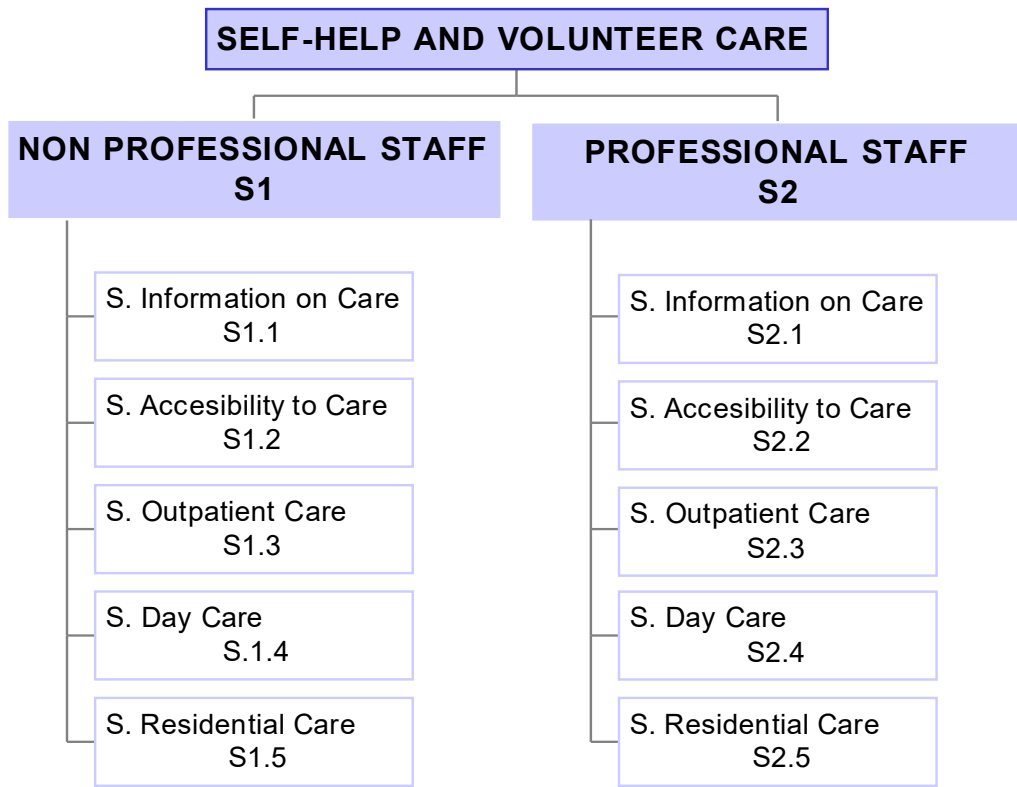 SELF-HELP AND VOLUNTEER CARE
NON PROFESSIONAL STAFF
S1
S. Information on Care
S1.1
S. Accesibility to Care
S1.2
S. Outpatient Care
S1.3
S. Day Care
S.1.4
S. Residential Care
S1.5
PROFESSIONAL STAFF
S2
S. Information on Care
S2.1
S. Accesibility to Care
S2.2
S. Outpatient Care
S2.3
S. Day Care
S2.4
S. Residential Care
S2.5